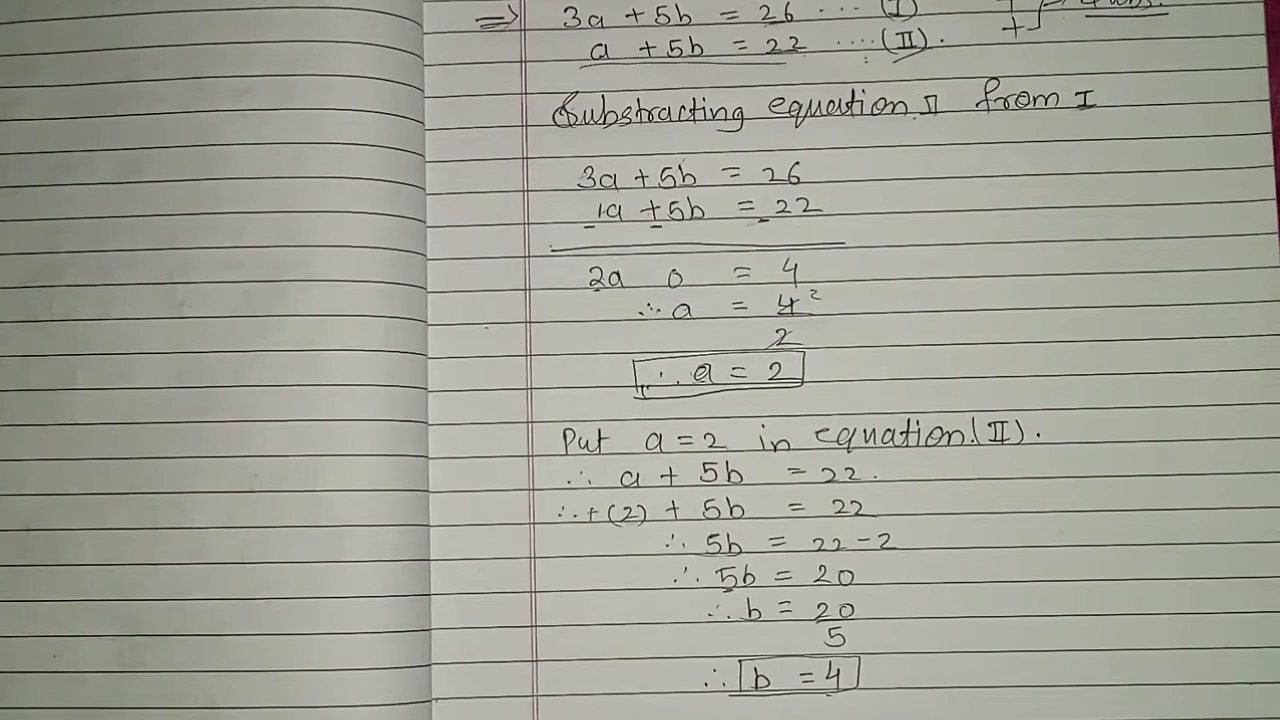 ⇒ 3a + 5b = 26 ... (I)
a + 5b = 22 ....(II).
+
Substracting equation II from I
3a + 5b = 26
1a + 5b = 22
- - -
2a 0 = 4
∴ a = 4 2
2
∴ a = 2
Put a = 2 in equation.(II).
∴ a + 5b = 22.
∴ + (2) + 5b = 22
∴ 5b = 22 - 2
∴ 5b = 20
∴ b = 20
5
∴ b = 4